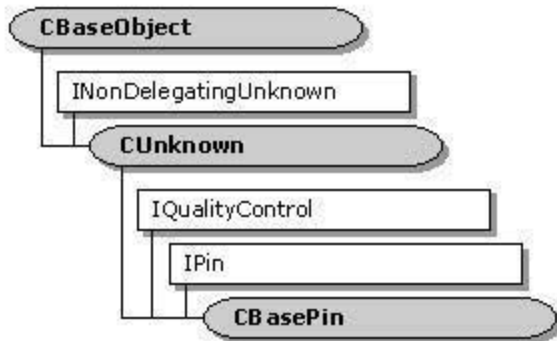 CBaseObject
INonDelegatingUnknown
CUnknown
IQualityControl
IPin
CBasePin